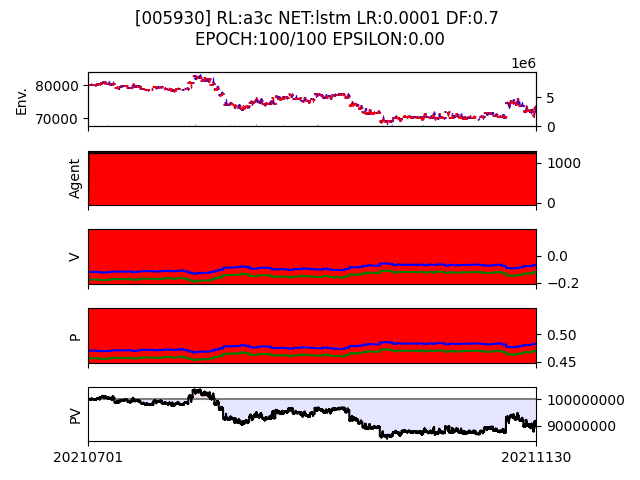 [005930] RL:a3c NET:lstm LR:0.0001 DF:0.7
EPOCH:100/100 EPSILON:0.00
1e6
Env.
80000
70000
5
0
Agent
1000
0
V
0.0
−0.2
P
0.50
0.45
PV
100000000
90000000
20210701
20211130